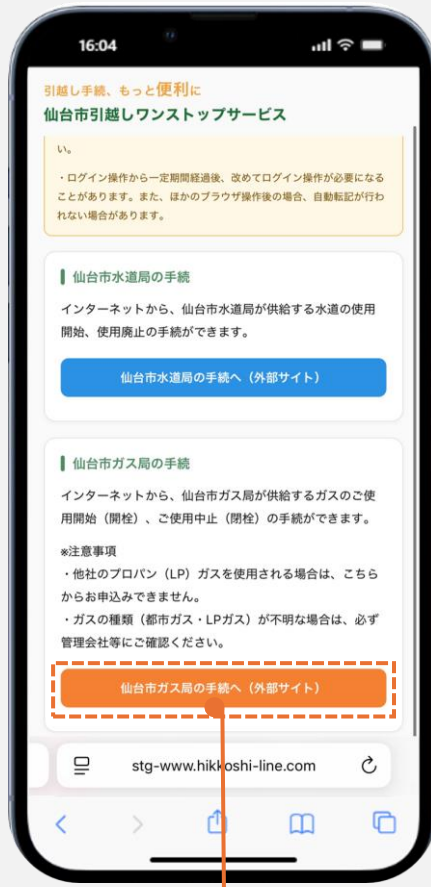 16:04
引越し手続、もっと便利に
仙台市引越しワンストップサービス
い。
・ログイン操作から一定期間経過後、改めてログイン操作が必要になる
ことがあります。また、ほかのブラウザ操作後の場合、自動転記が行わ
れない場合があります。
仙台市水道局の手続
インターネットから、仙台市水道局が供給する水道の使用
開始、使用廃止の手続ができます。
仙台市水道局の手続へ（外部サイト）
仙台市ガス局の手続
インターネットから、仙台市ガス局が供給するガスのご使
用開始（開栓）、ご使用中止（閉栓）の手続ができます。
※注意事項
・他社のプロパン（LP）ガスを使用される場合は、こちら
からお申込みできません。
・ガスの種類（都市ガス・LPガス）が不明な場合は、必ず
管理会社等にご確認ください。
仙台市ガス局の手続へ（外部サイト）
stg-www.hikkoshi-line.com